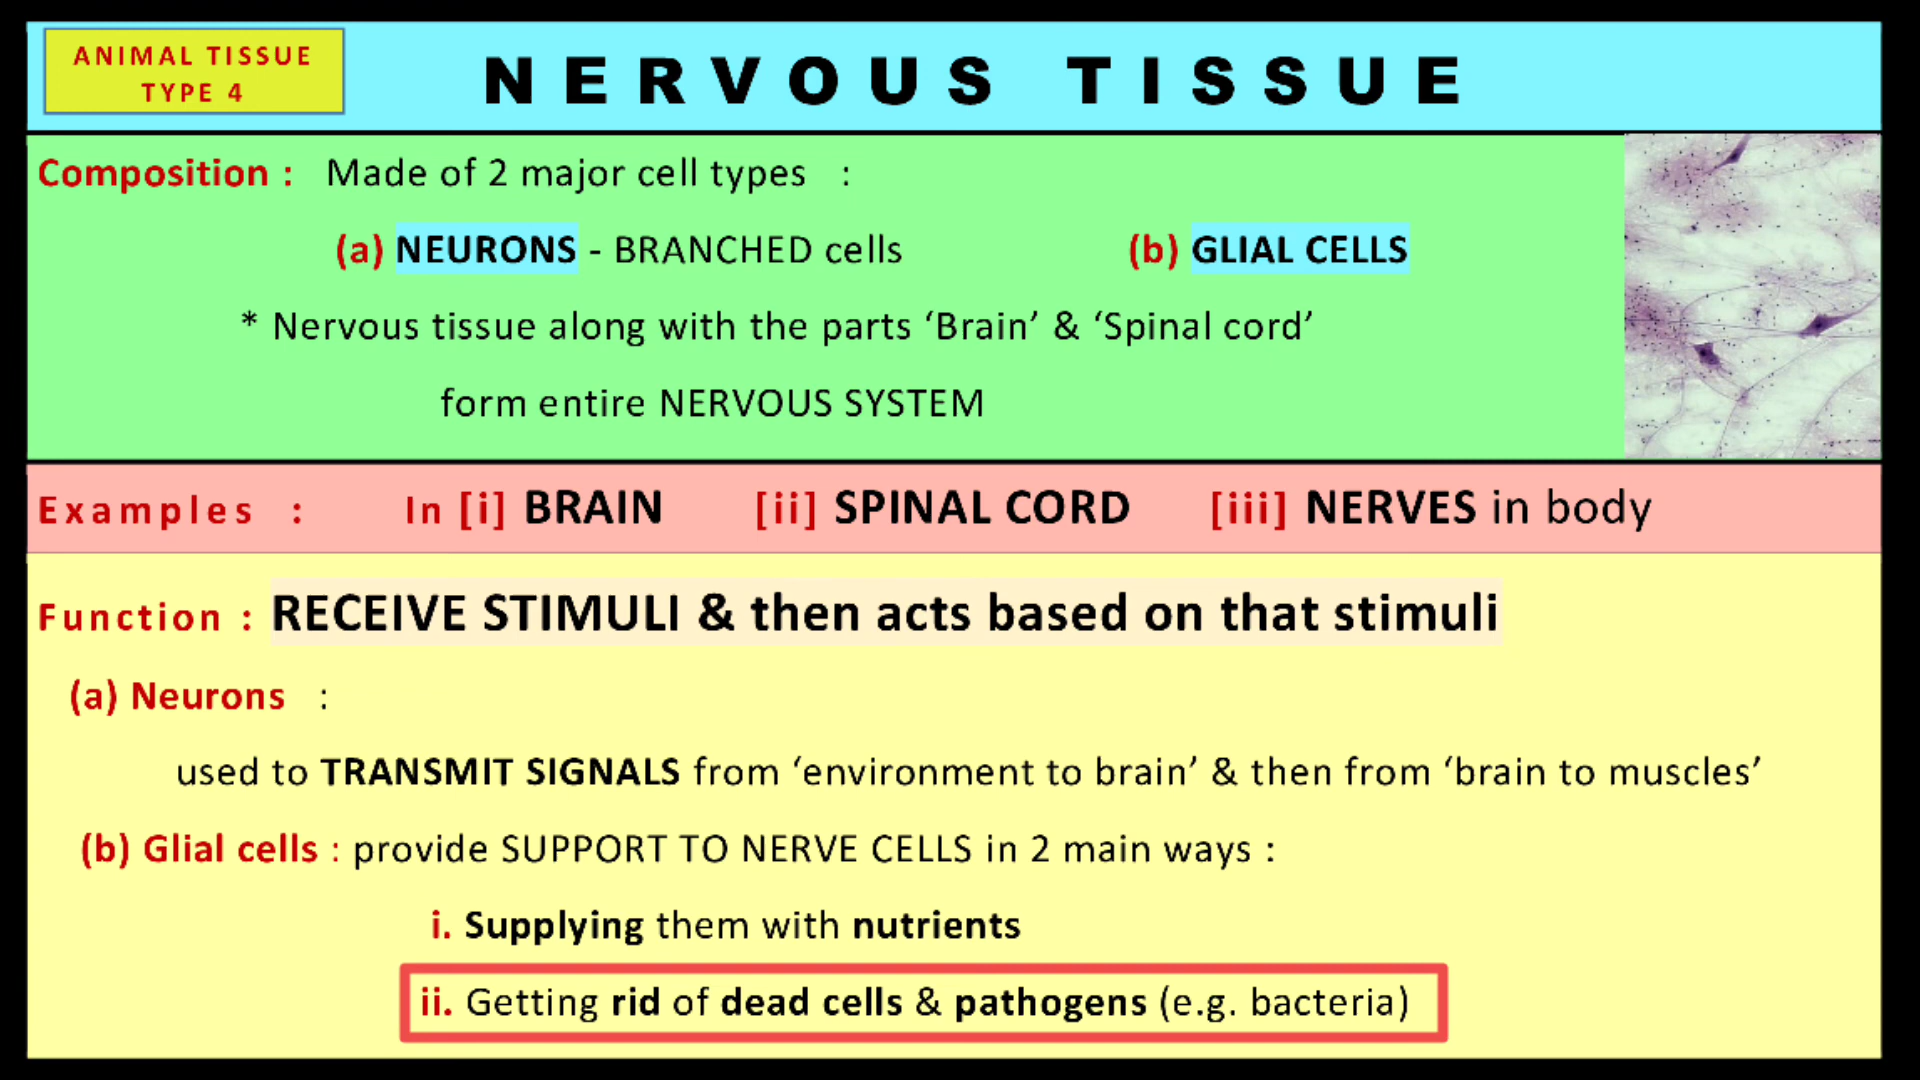 ANIMAL TISSUE
TYPE 4
NERVOUS TISSUE
Composition : Made of 2 major cell types :
(a) NEURONS - BRANCHED cells (b) GLIAL CELLS
* Nervous tissue along with the parts ‘Brain’ & ‘Spinal cord’
form entire NERVOUS SYSTEM
Examples : In [i] BRAIN [ii] SPINAL CORD [iii] NERVES in body
Function : RECEIVE STIMULI & then acts based on that stimuli
(a) Neurons :
used to TRANSMIT SIGNALS from ‘environment to brain’ & then from ‘brain to muscles’
(b) Glial cells : provide SUPPORT TO NERVE CELLS in 2 main ways :
i. Supplying them with nutrients
ii. Getting rid of dead cells & pathogens (e.g. bacteria)